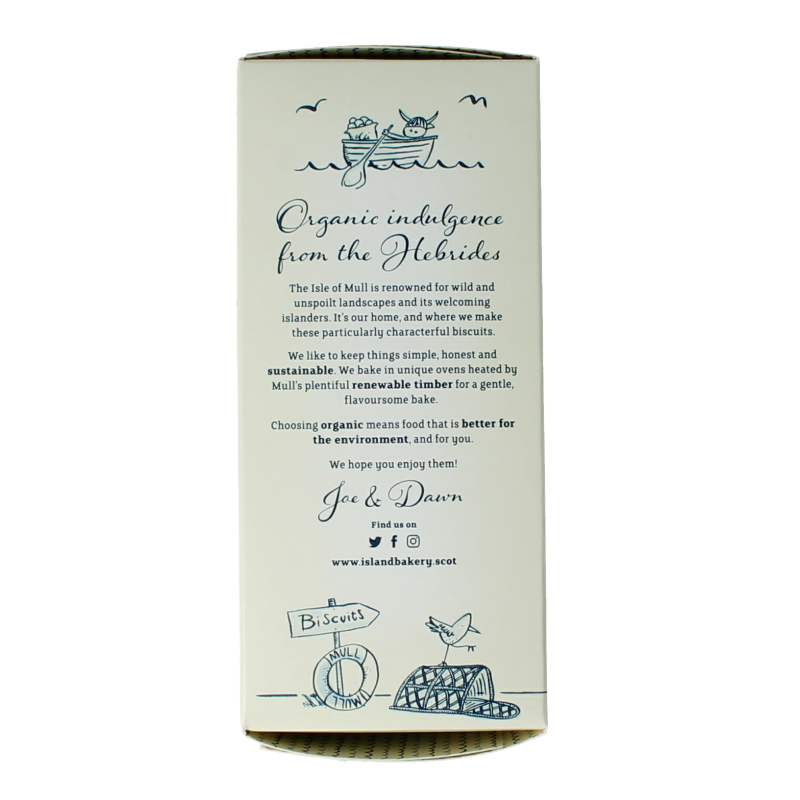 Organic indulgence
from the Hebrides
The Isle of Mull is renowned for wild and
unspoilt landscapes and its welcoming
islanders. It's our home, and where we make
these particularly characterful biscuits.
We like to keep things simple, honest and
sustainable. We bake in unique ovens heated by
Mull's plentiful renewable timber for a gentle,
flavoursome bake.
Choosing organic means food that is better for
the environment, and for you.
We hope you enjoy them!
Joe & Dawn
Find us on
www.islandbakery.scot
Biscuits
MULL
MULL